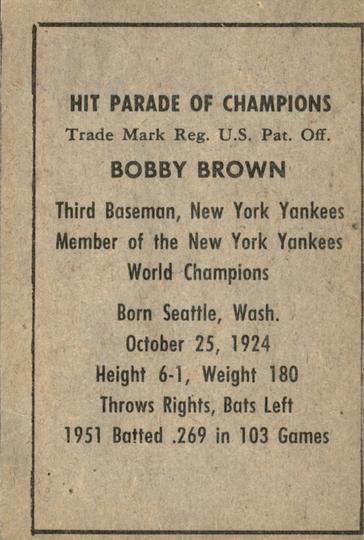 HIT PARADE OF CHAMPIONS
Trade Mark Reg. U.S. Pat. Off.
BOBBY BROWN
Third Baseman, New York Yankees
Member of the New York Yankees
World Champions
Born Seattle, Wash.
October 25, 1924
Height 6-1, Weight 180
Throws Rights, Bats Left
1951 Batted .269 in 103 Games